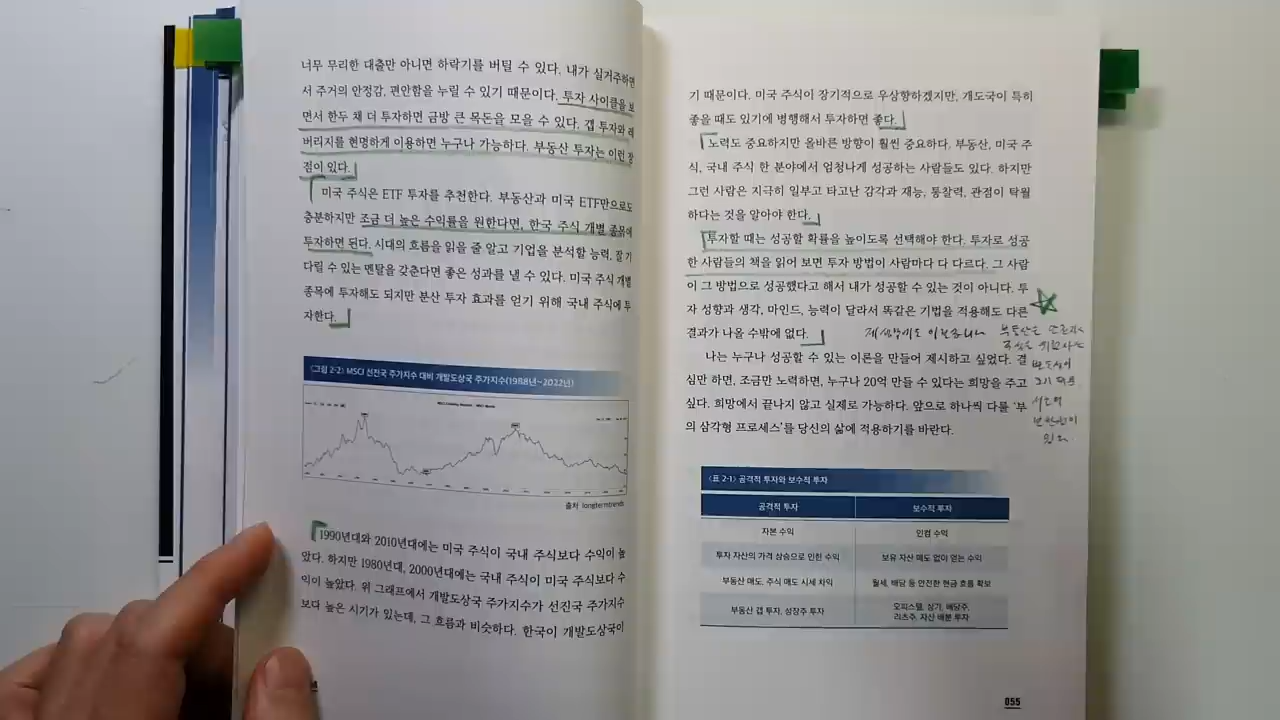 너무 무리한 대출만 아니면 하락기를 버틸 수 있다. 내가 실거주하면
서 주거의 안정감, 편안함을 누릴 수 있기 때문이다. 투자 사이클을 보
면서 한두 채 더 투자하면 금방 큰 목돈을 모을 수 있다. 갭 투자와 레
버리지를 현명하게 이용하면 누구나 가능하다. 부동산 투자는 이런 장
점이 있다.
미국 주식은 ETF 투자를 추천한다. 부동산과 미국 ETF만으로도
충분하지만 조금 더 높은 수익률을 원한다면, 한국 주식 개별 종목에
투자하면 된다. 시대의 흐름을 읽을 줄 알고 기업을 분석할 능력, 잘 기
다릴 수 있는 멘탈을 갖춘다면 좋은 성과를 낼 수 있다. 미국 주식 개별
종목에 투자해도 되지만 분산 투자 효과를 얻기 위해 국내 주식에 투
자한다.
〈그림 2-2〉 MSCI 선진국 주가지수 대비 개발도상국 주가지수(1988년~2022년)
출처 longtermtrends
1990년대와 2010년대에는 미국 주식이 국내 주식보다 수익이 높
았다. 하지만 1980년대, 2000년대에는 국내 주식이 미국 주식보다 수
익이 높았다. 위 그래프에서 개발도상국 주가지수가 선진국 주가지수
보다 높은 시기가 있는데, 그 흐름과 비슷하다. 한국이 개발도상국이
기 때문이다. 미국 주식이 장기적으로 우상향하겠지만, 개도국이 특히
좋을 때도 있기에 병행해서 투자하면 좋다.
노력도 중요하지만 올바른 방향이 훨씬 중요하다. 부동산, 미국 주
식, 국내 주식 한 분야에서 엄청나게 성공하는 사람들도 있다. 하지만
그런 사람은 지극히 일부고 타고난 감각과 재능, 통찰력, 관점이 탁월
하다는 것을 알아야 한다.
투자할 때는 성공할 확률을 높이도록 선택해야 한다. 투자로 성공
한 사람들의 책을 읽어 보면 투자 방법이 사람마다 다 다르다. 그 사람
이 그 방법으로 성공했다고 해서 내가 성공할 수 있는 것이 아니다. 투
자 성향과 생각, 마인드, 능력이 달라서 똑같은 기법을 적용해도 다른
결과가 나올 수밖에 없다.
나는 누구나 성공할 수 있는 이론을 만들어 제시하고 싶었다. 결
심만 하면, 조금만 노력하면, 누구나 20억 만들 수 있다는 희망을 주고
싶다. 희망에서 끝나지 않고 실제로 가능하다. 앞으로 하나씩 다룰 '부
의 삼각형 프로세스'를 당신의 삶에 적용하기를 바란다.
〈표 2-1〉 공격적 투자와 보수적 투자
공격적 투자 보수적 투자
자본 수익 인컴 수익
투자 자산의 가격 상승으로 인한 수익 보유 자산 매도 없이 얻는 수익
부동산 매도, 주식 매도 시세 차익 월세, 배당 등 안전한 현금 흐름 확보
부동산 갭 투자, 성장주 투자 오피스텔, 상가, 배당주,
리츠주, 자산 배분 투자
055